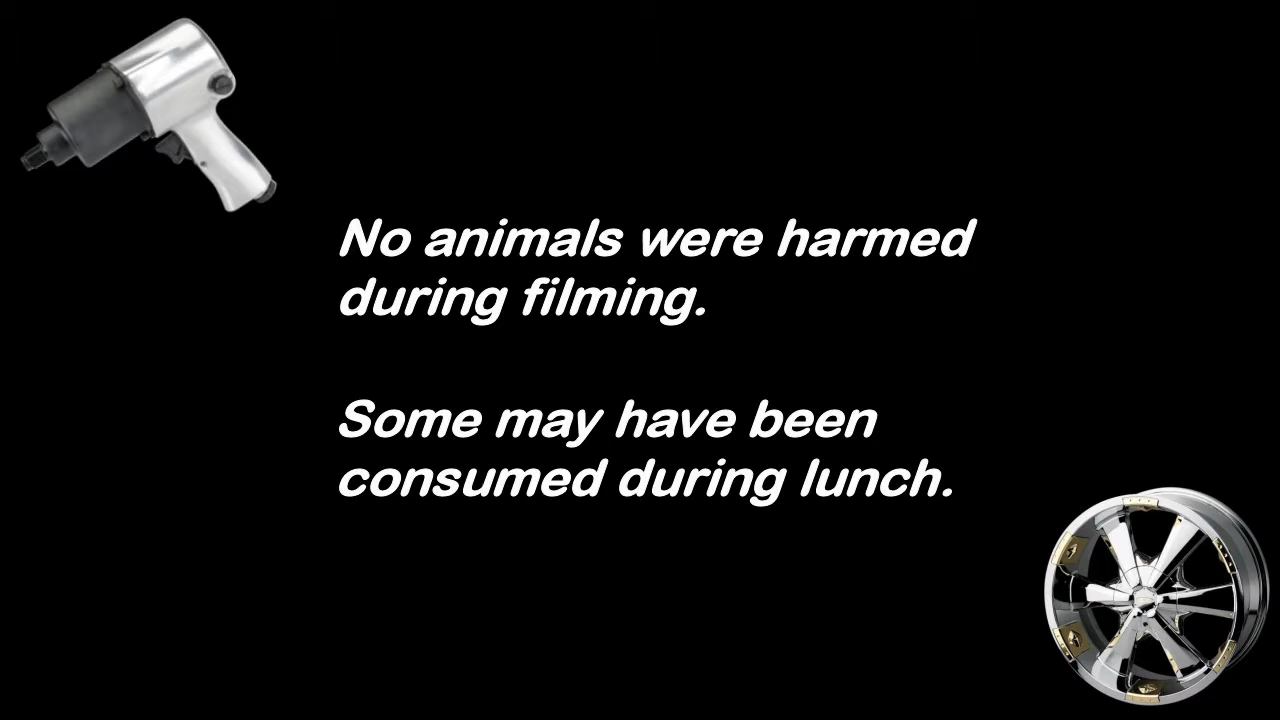 No animals were harmed
during filming.
Some may have been
consumed during lunch.